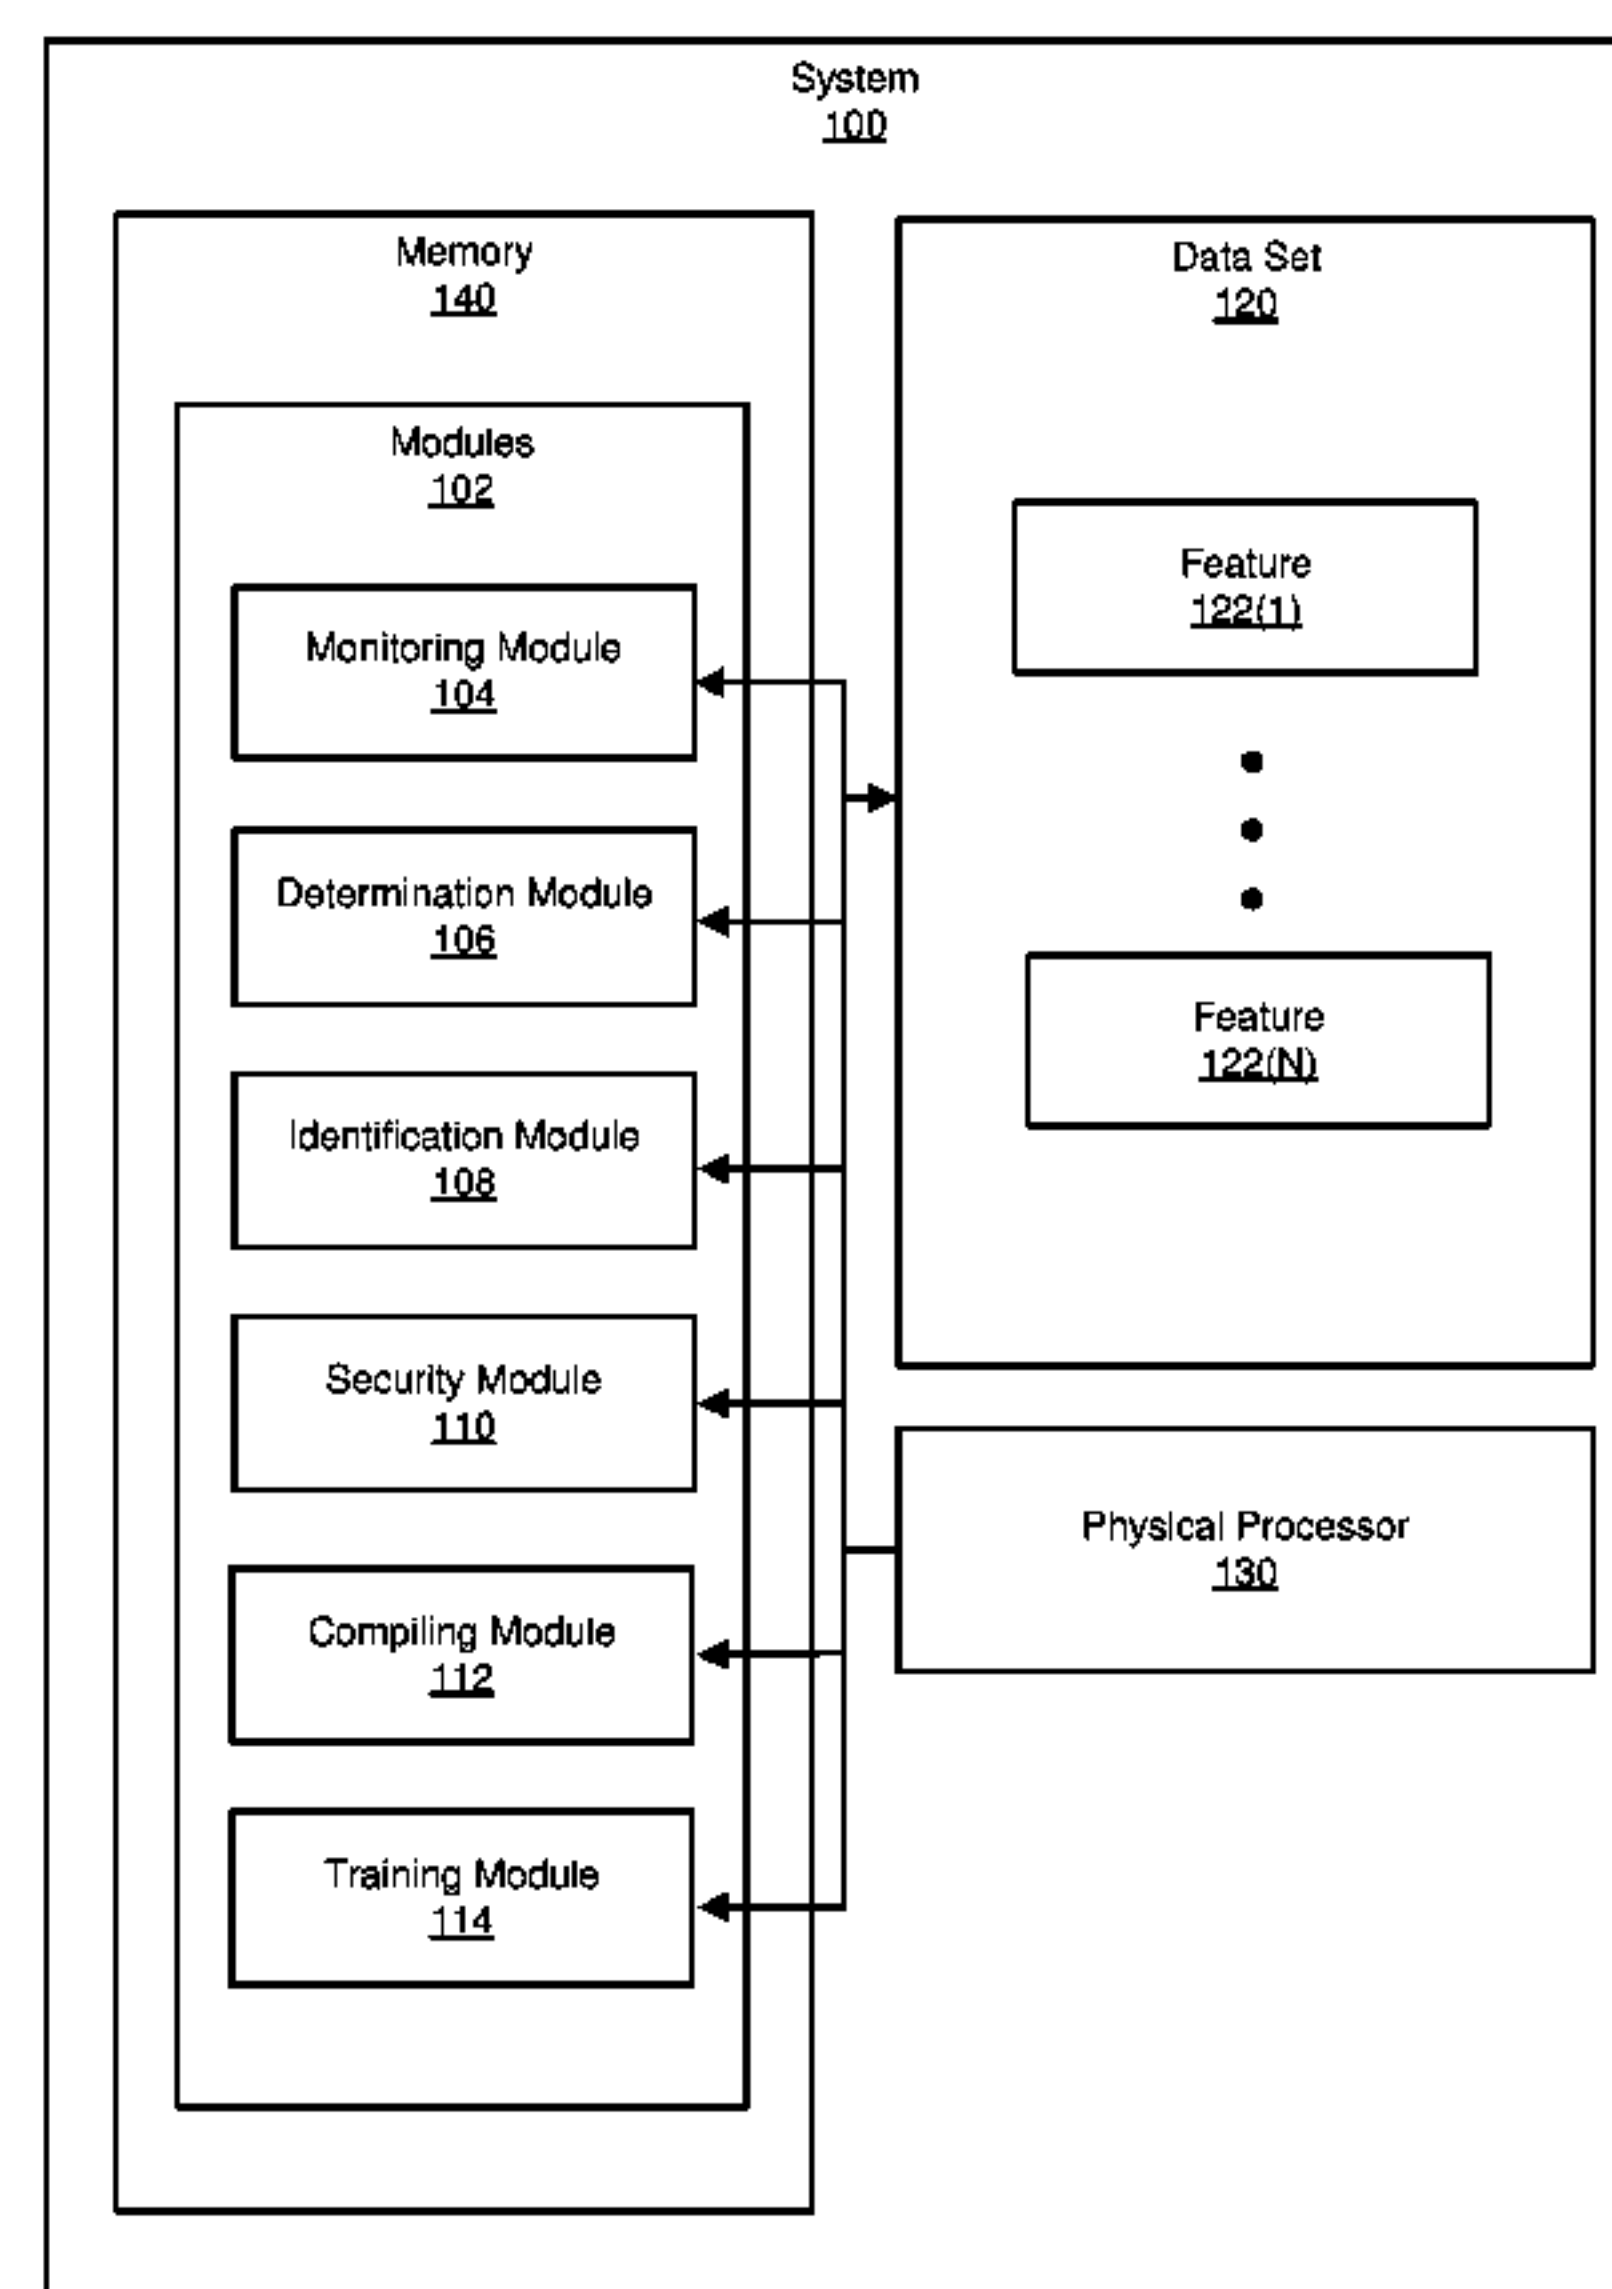 System
100
Memory
140
Modules
102
Monitoring Module
104
Determination Module
106
Identification Module
108
Security Module
110
Compiling Module
112
Training Module
114
Data Set
120
Feature
122(1)
Feature
122(N)
Physical Processor
130